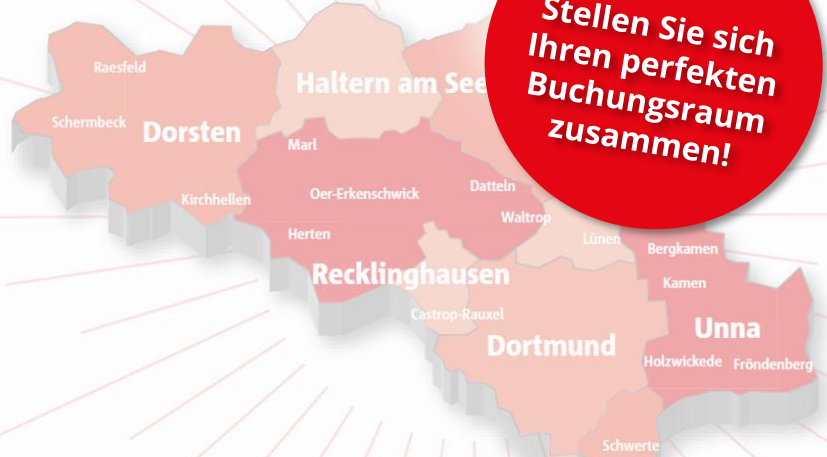 Stellen Sie sich
Ihren perfekten
Buchungsraum
zusammen!
Raesfeld
Haltern am See
Schermbeck
Dorsten
Marl
Datteln
Kirchhellen
Oer-Erkenschwick
Waltrop
Herten
Lünen
Bergkamen
Recklinghausen
Kamen
Castrop-Rauxel
Unna
Dortmund
Holzwickede
Fröndenberg
Schwerte